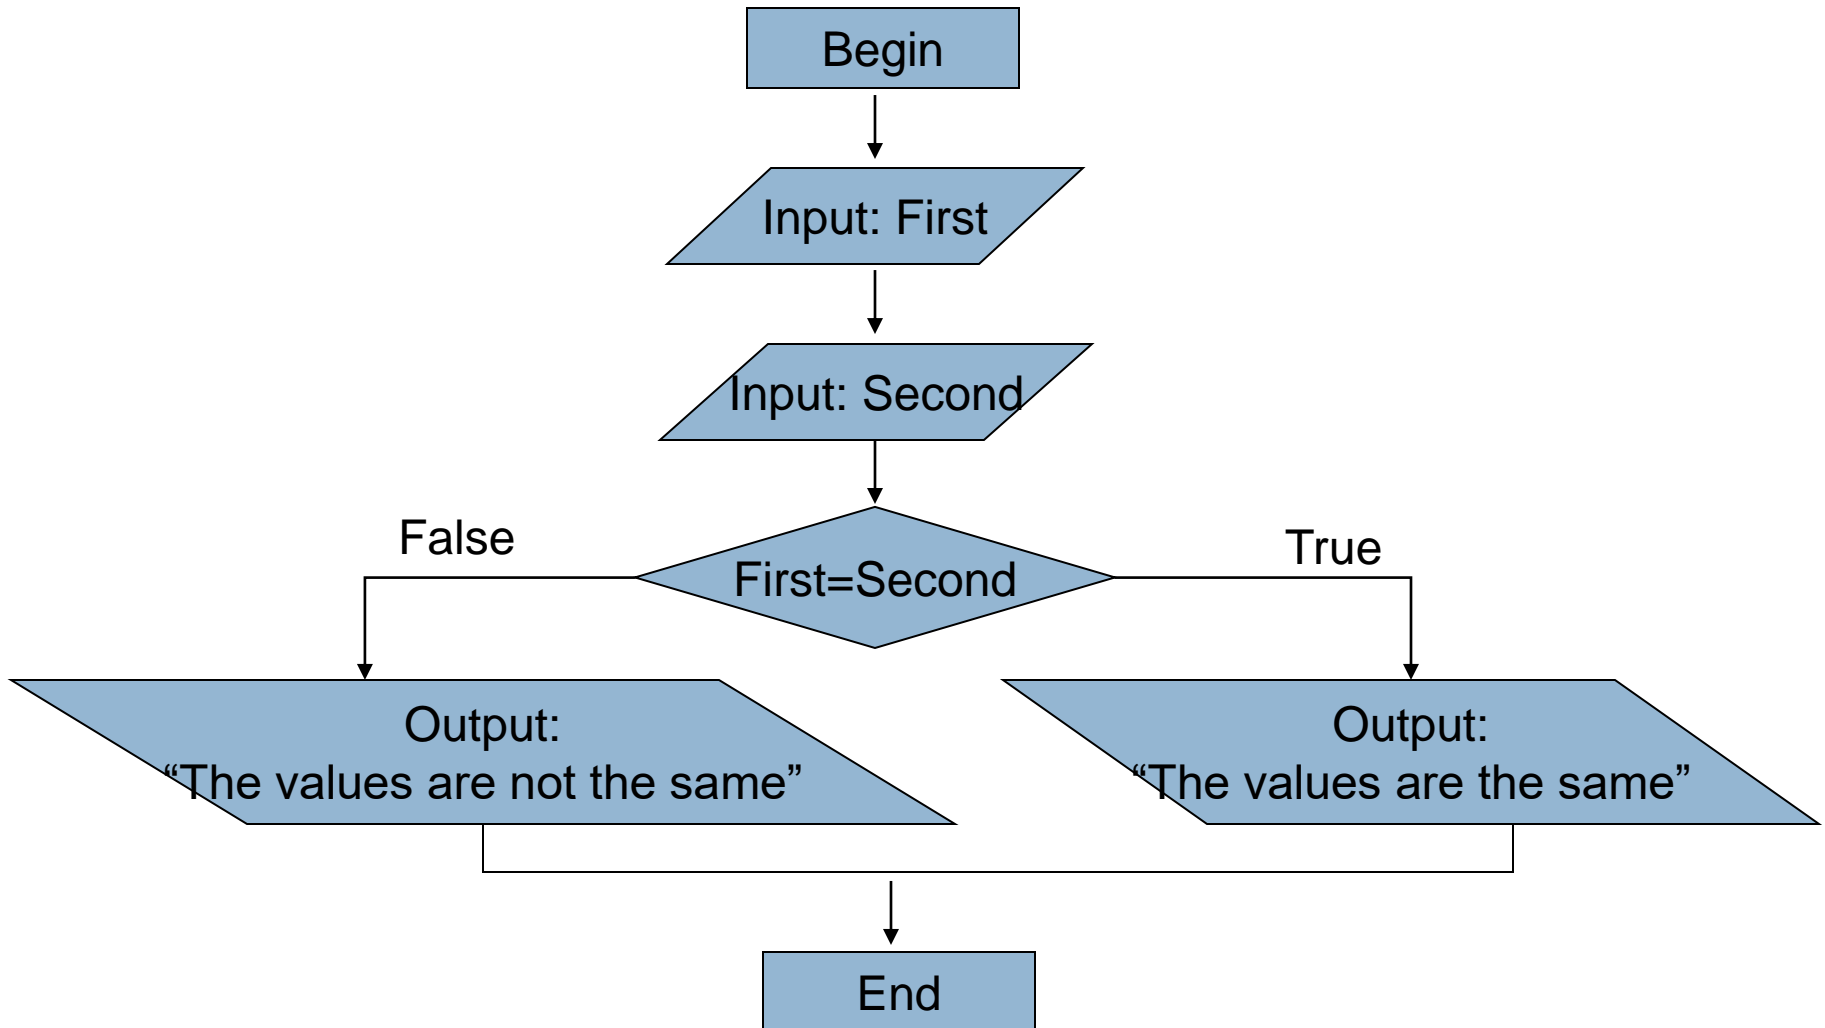 Begin
Input: First
Input: Second
False
True
First=Second
Output:
“The values are not the same”
Output:
“The values are the same”
End